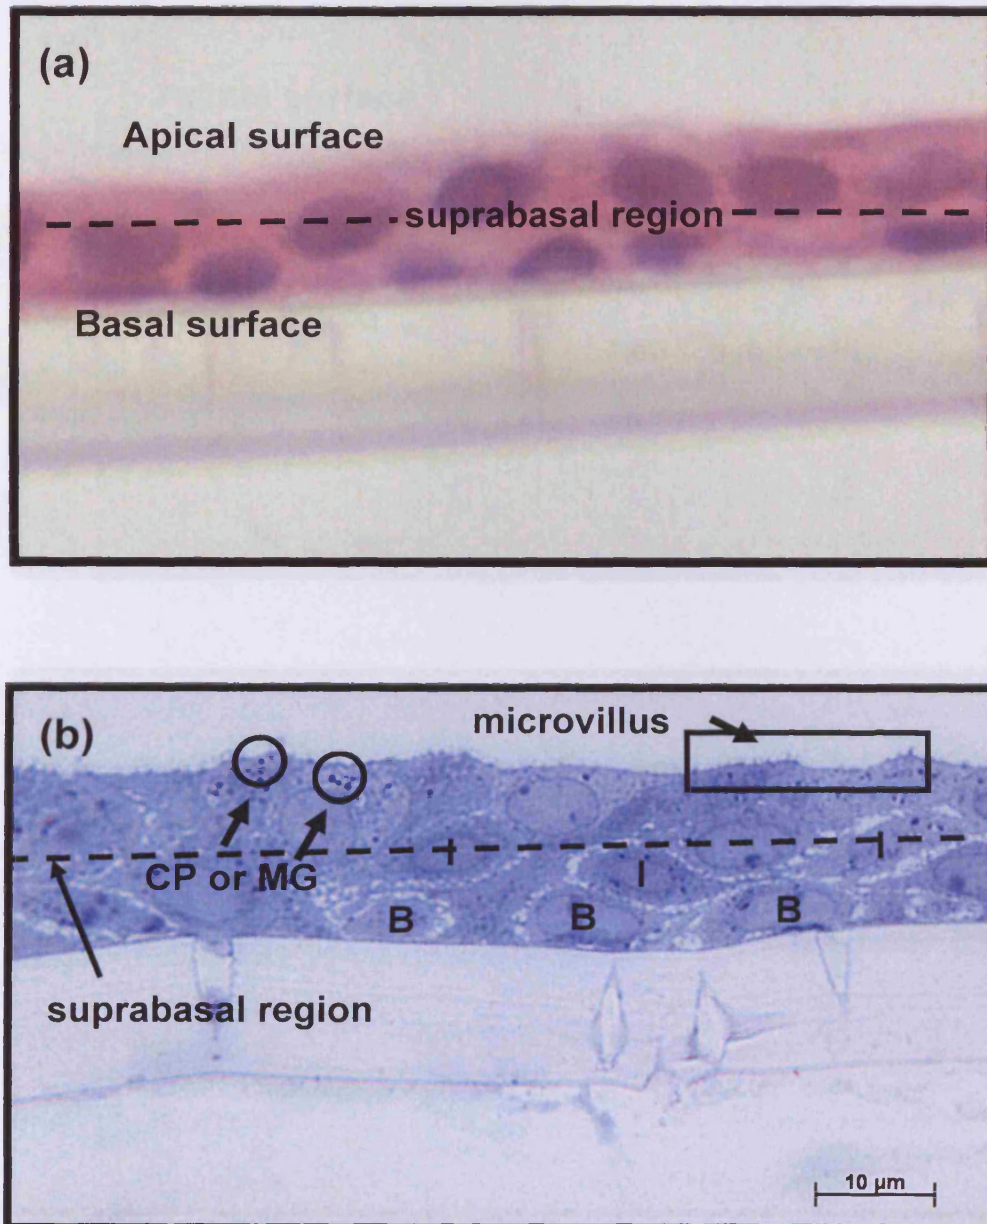 (a)
Apical surface
suprabasal region
Basal surface
(b)
microvillus
CP or MG
I
I
I
B
B
B
suprabasal region
10 µm